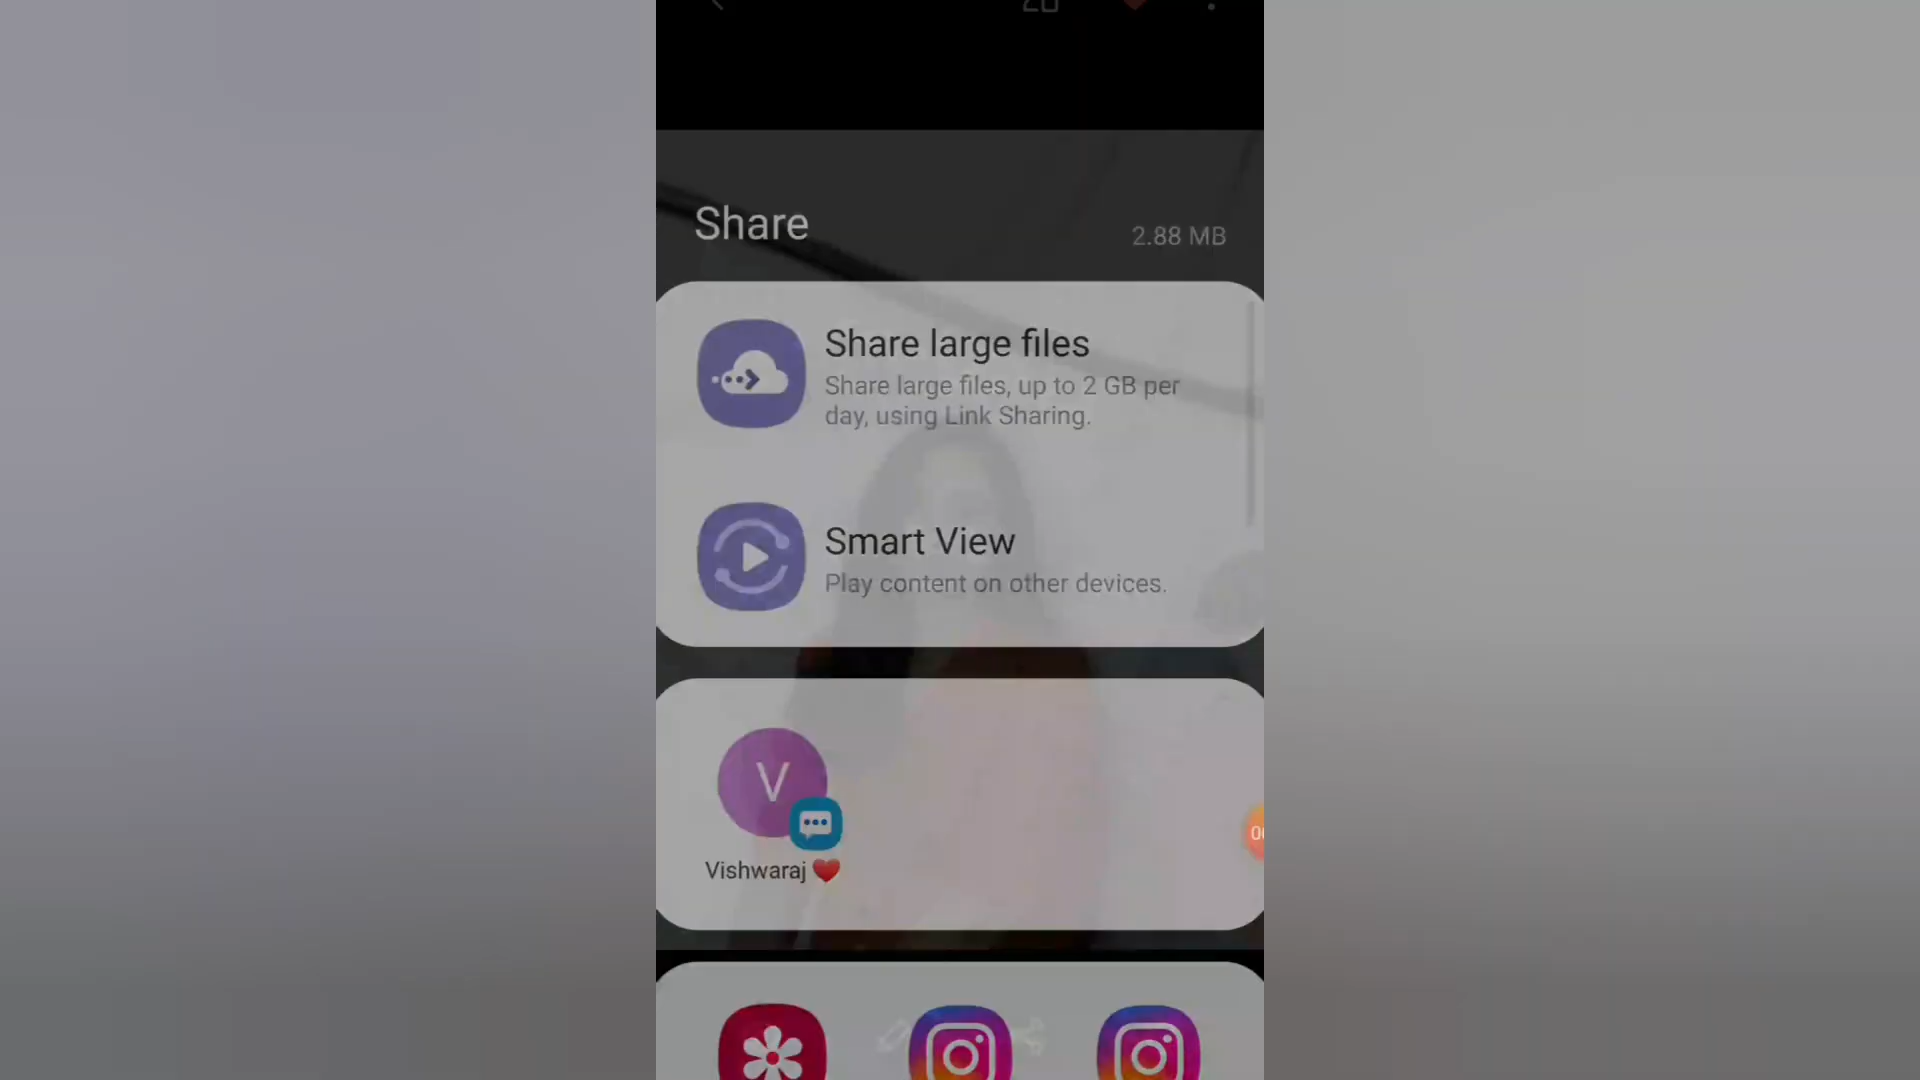 Share
2.88 MB
Share large files
Share large files, up to 2 GB per
day, using Link Sharing.
Smart View
Play content on other devices.
V
Vishwaraj ❤️